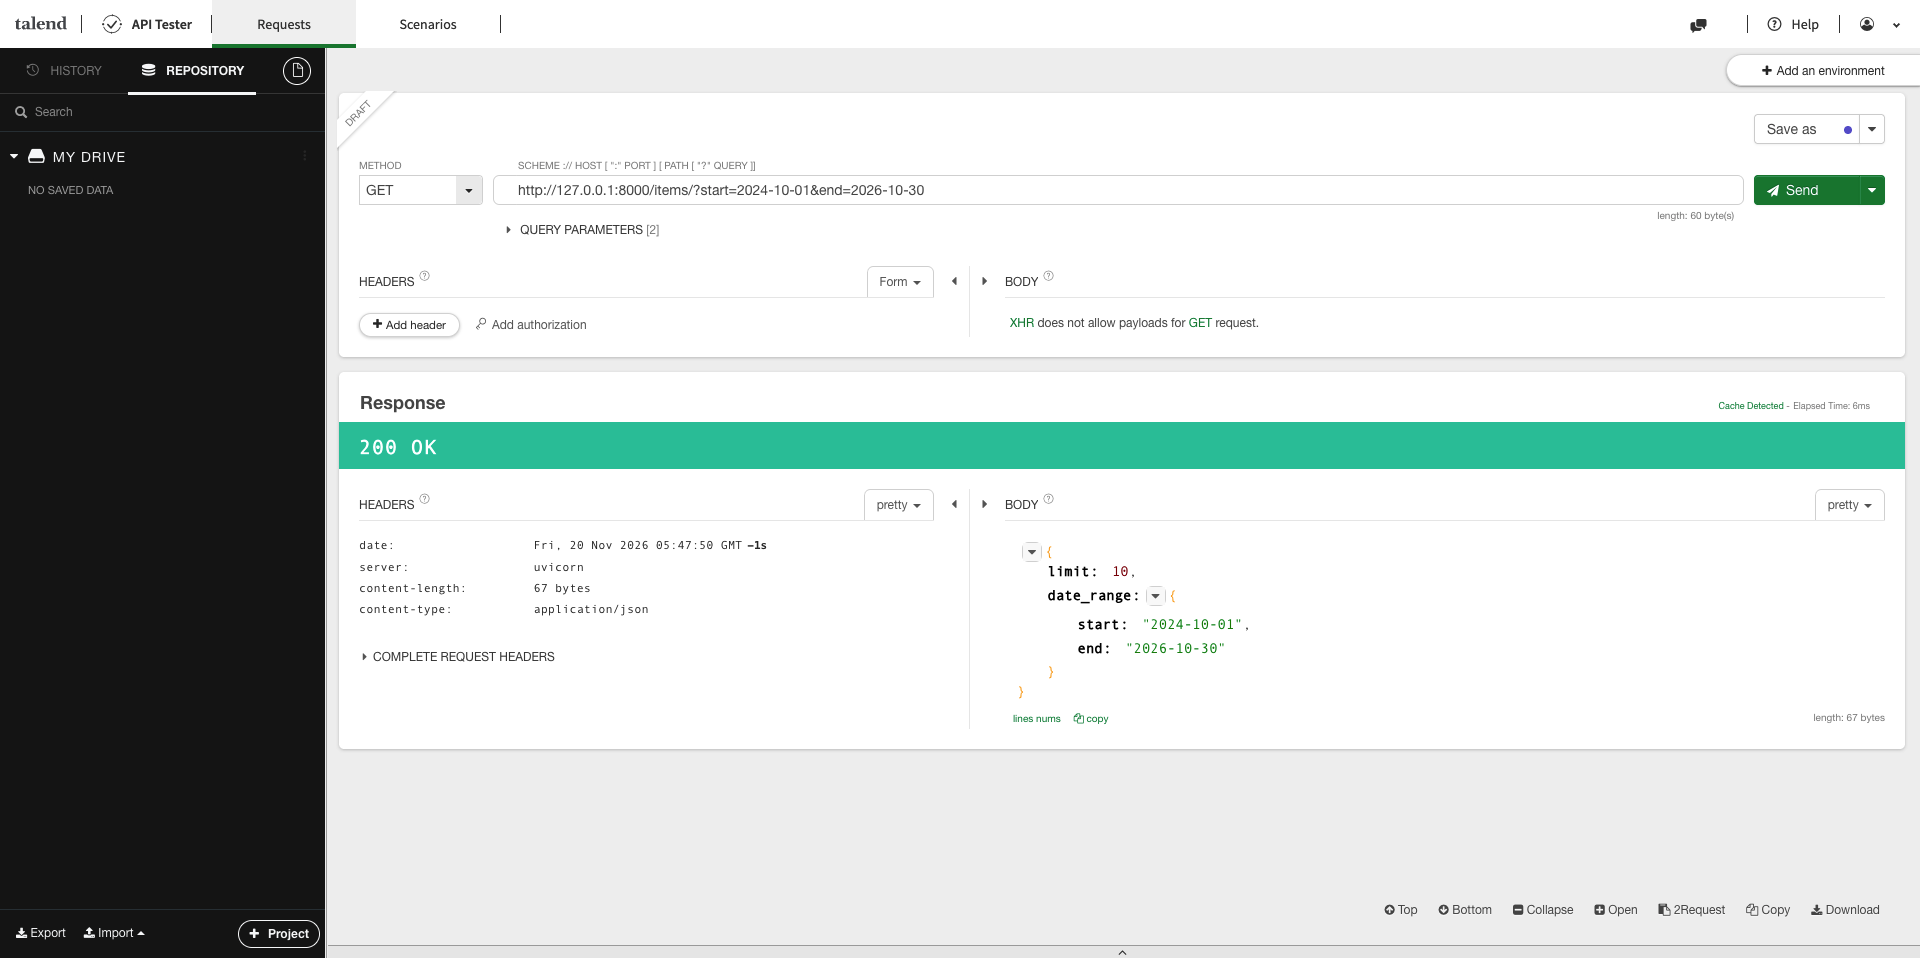 talend
API Tester
Requests
Scenarios
Help
HISTORY
REPOSITORY
Add an environment
Search
DRAFT
Save as
MY DRIVE
METHOD
SCHEME :// HOST [ ":" PORT ] [ PATH [ "?" QUERY ]]
NO SAVED DATA
GET
http://127.0.0.1:8000/items/?start=2024-10-01&end=2026-10-30
Send
length: 60 byte(s)
QUERY PARAMETERS [2]
HEADERS ?
Form
BODY ?
Add header
Add authorization
XHR does not allow payloads for GET request.
Response
Cache Detected - Elapsed Time: 6ms
200 OK
HEADERS ?
pretty
BODY ?
pretty
date: Fri, 20 Nov 2026 05:47:50 GMT −1s
server: uvicorn
content-length: 67 bytes
content-type: application/json
COMPLETE REQUEST HEADERS
{
limit: 10,
date_range: {
start: "2024-10-01",
end: "2026-10-30"
}
}
lines nums
copy
length: 67 bytes
Top
Bottom
Collapse
Open
2Request
Copy
Download
Export
Import
+ Project